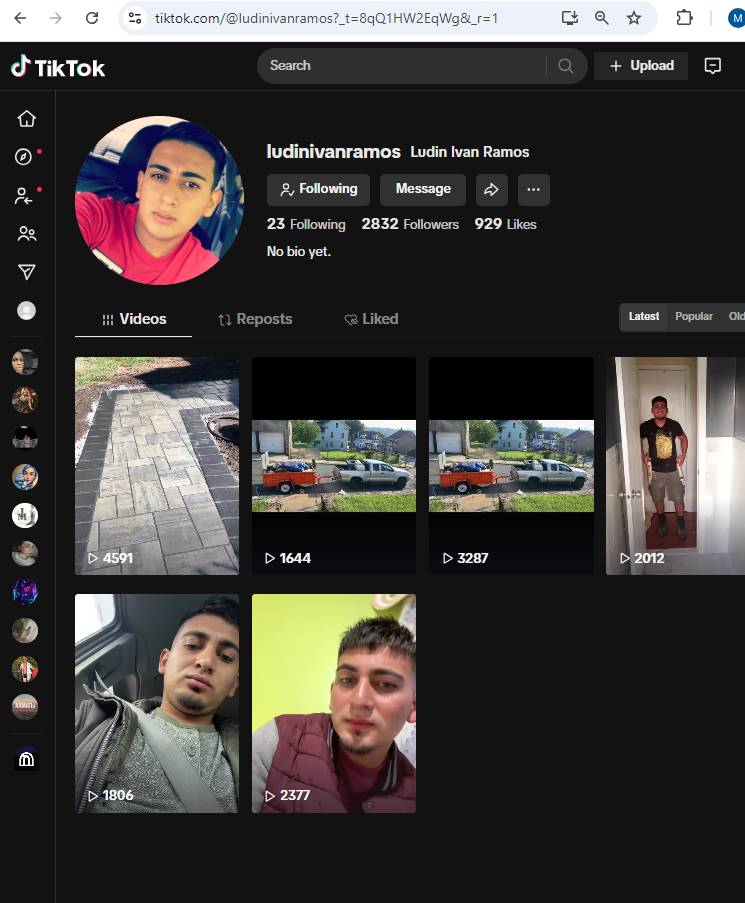 tiktok.com/@ludinivanramos?_t=8qQ1HW2EqWg&_r=1
M
TikTok
Search
+ Upload
ludinivanramos Ludin Ivan Ramos
Following
Message
23 Following 2832 Followers 929 Likes
No bio yet.
Videos
Reposts
Liked
Latest
Popular
Old
4591
1644
3287
2012
1806
2377